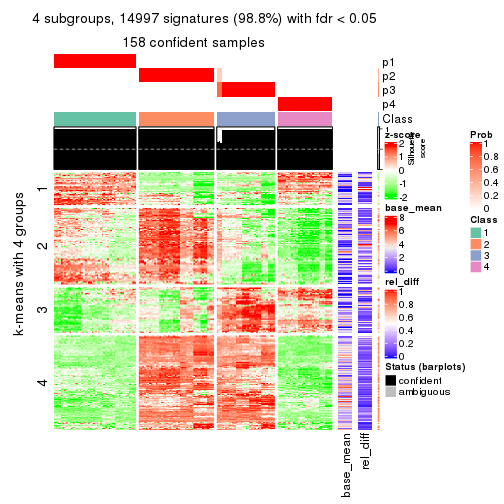 4 subgroups, 14997 signatures (98.8%) with fdr < 0.05
158 confident samples
p1
p2
p3
p4
Class
1
Silhouette
score
k-means with 4 groups
1
2
3
4
base_mean
rel_diff
z-score
2
1
0
-1
-2
base_mean
8
6
4
2
0
rel_diff
1
0.8
0.6
0.4
0.2
0
Status (barplots)
confident
ambiguous
Prob
1
0.8
0.6
0.4
0.2
0
Class
1
2
3
4